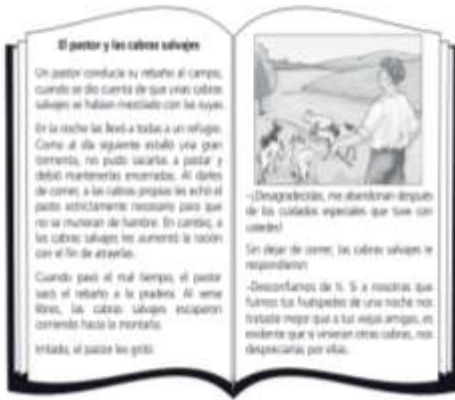 El pastor y las cabras salvajes
Un pastor conducía su rebaño al campo,
cuando se dio cuenta de que unas cabras
salvajes se habían mezclado con las suyas.
En la noche las llevó a todas a un refugio.
Como al día siguiente estalló una gran
tormenta, no pudo sacarlas a pastar y
debió mantenerlas encerradas. Al darles
de comer, a las cabras propias les echó el
pasto estrictamente necesario para que
no se murieran de hambre. En cambio, a
las cabras salvajes les aumentó la ración
con el fin de atraerlas.
Cuando pasó el mal tiempo, el pastor
sacó el rebaño a la pradera. Al verse
libres, las cabras salvajes escaparon
corriendo hacia la montaña.
Irritado, el pastor les gritó:
–¡Desagradecidas, me abandonan después
de los cuidados especiales que tuve con
ustedes!
Sin dejar de correr, las cabras salvajes le
respondieron:
–Desconfiamos de ti. Si a nosotras que
fuimos tus huéspedes de una noche nos
trataste mejor que a tus viejas amigas, es
evidente que si vinieran otras cabras, nos
despreciarías por ellas.